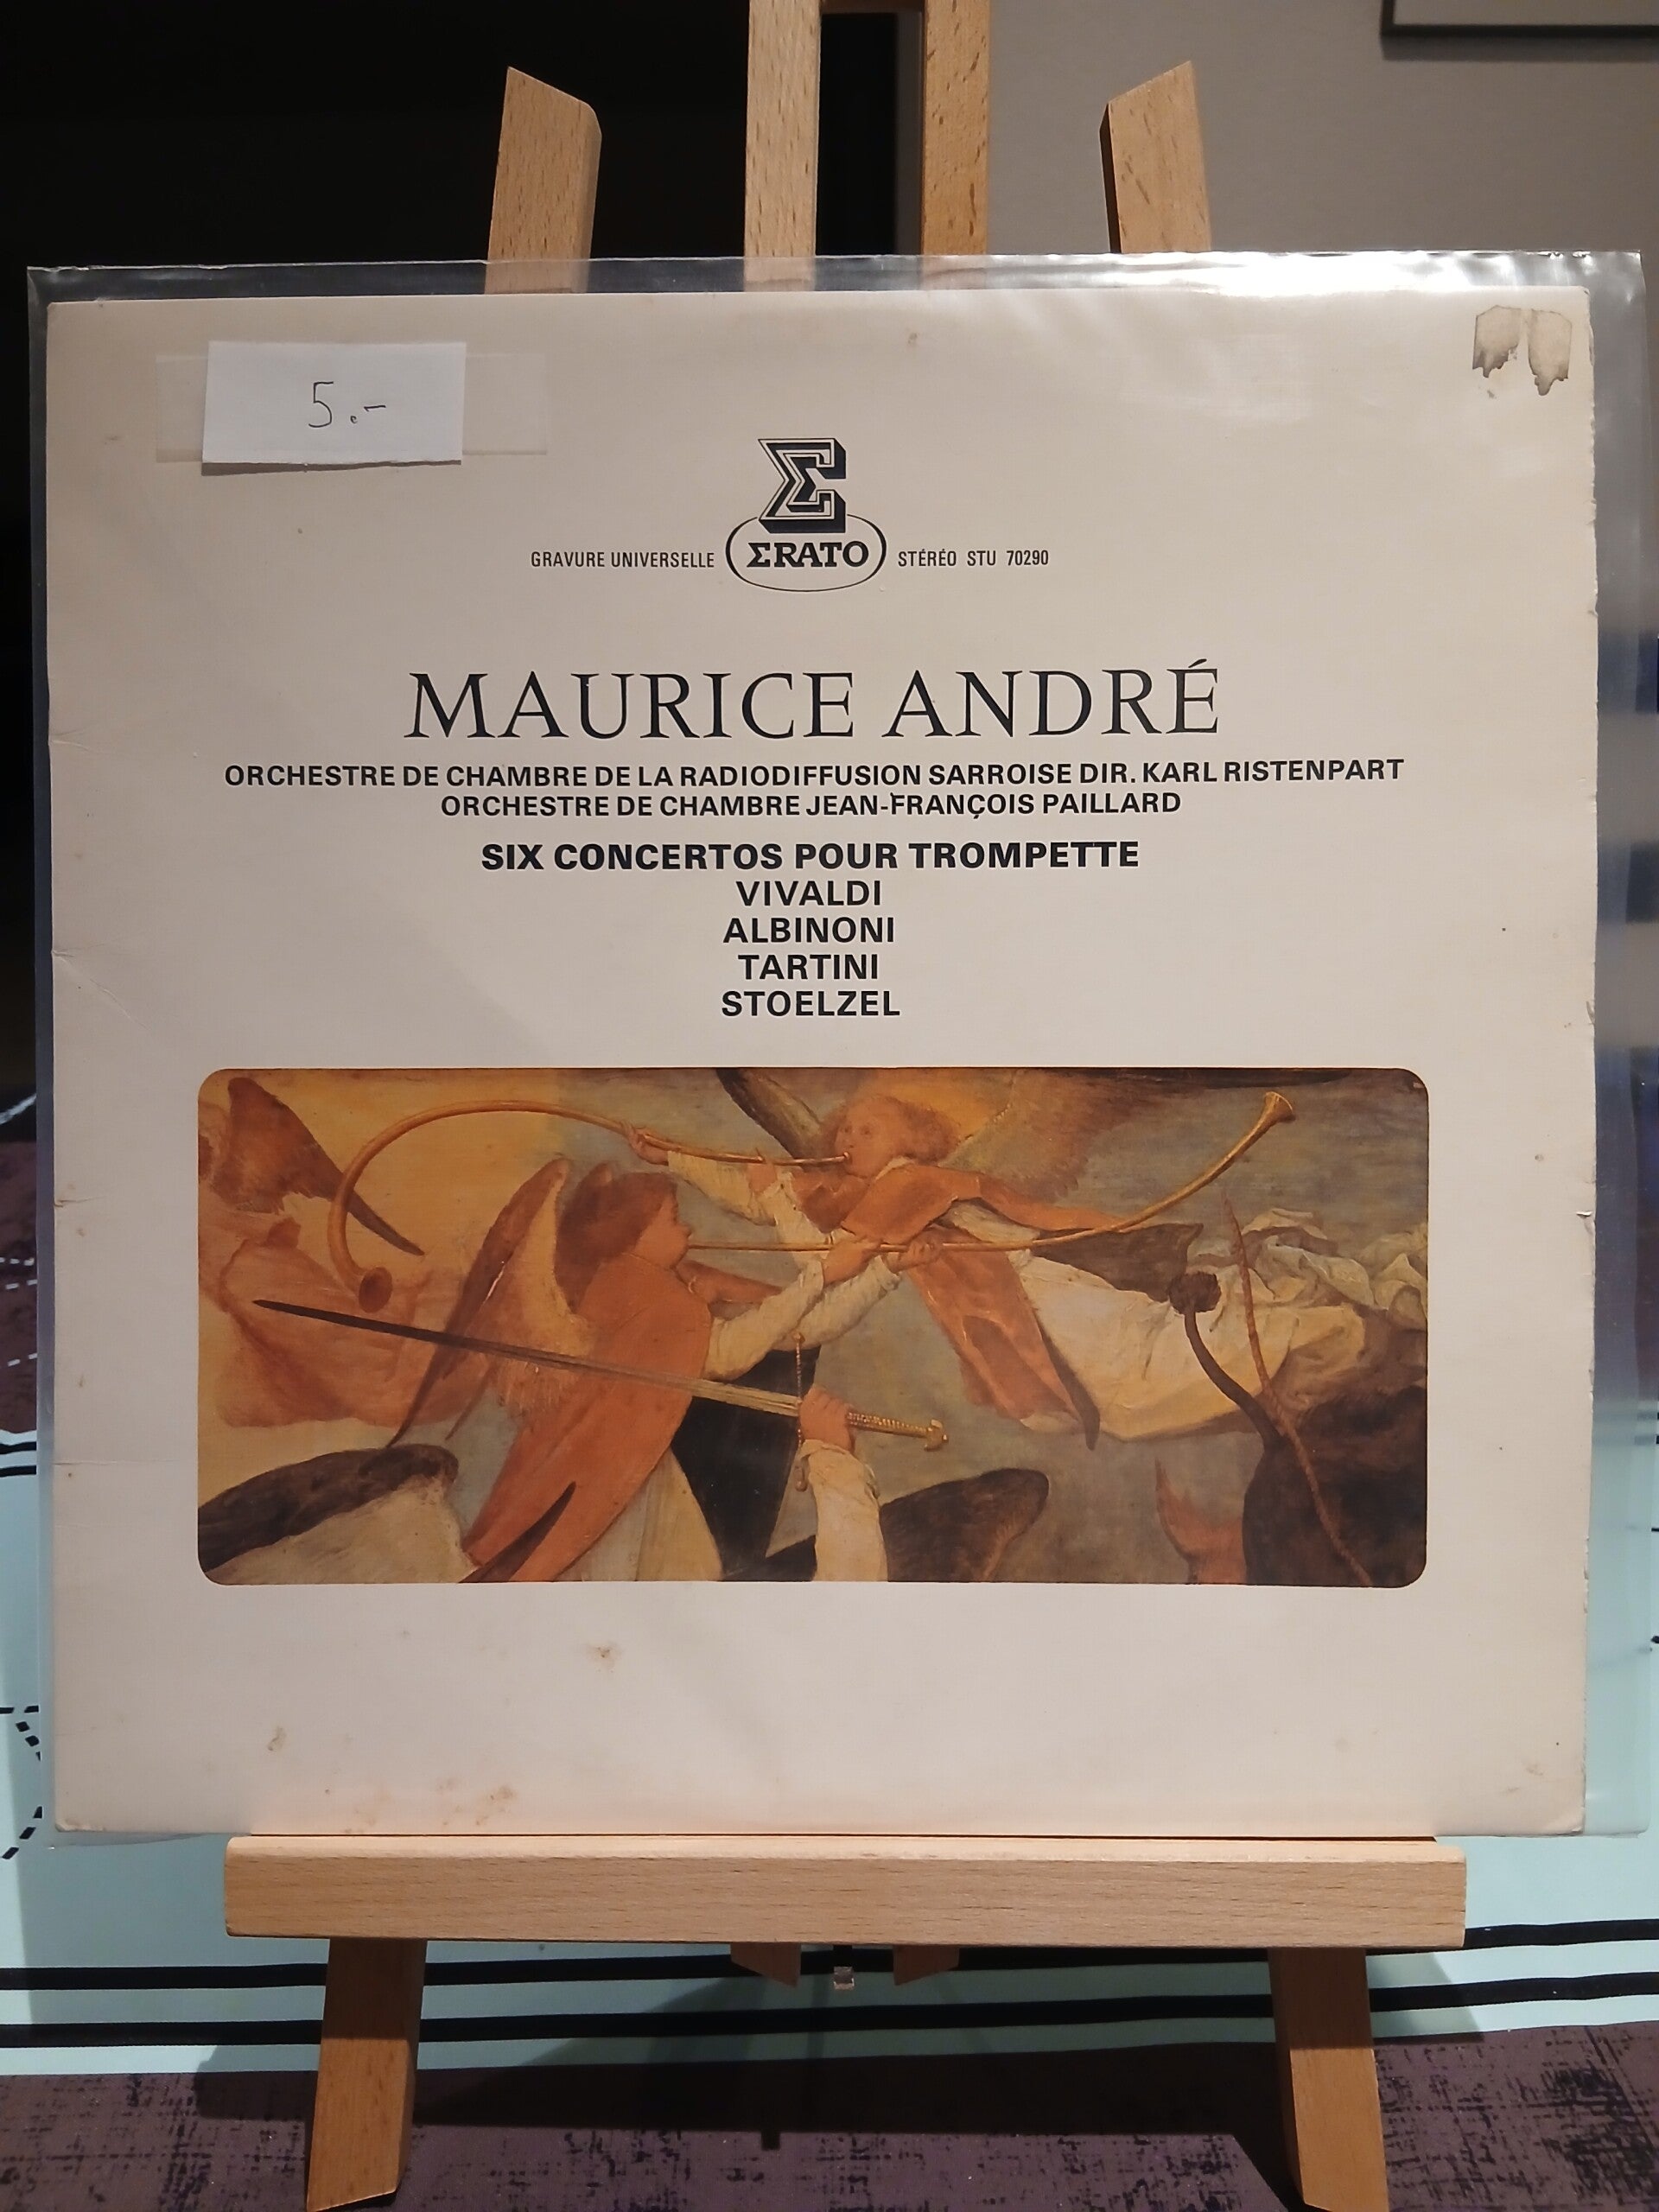 5.-
Σ
GRAVURE UNIVERSELLE ΣRATO STÉRÉO STU 70290
MAURICE ANDRÉ
ORCHESTRE DE CHAMBRE DE LA RADIODIFFUSION SARROISE DIR. KARL RISTENPART
ORCHESTRE DE CHAMBRE JEAN-FRANÇOIS PAILLARD
SIX CONCERTOS POUR TROMPETTE
VIVALDI
ALBINONI
TARTINI
STOELZEL